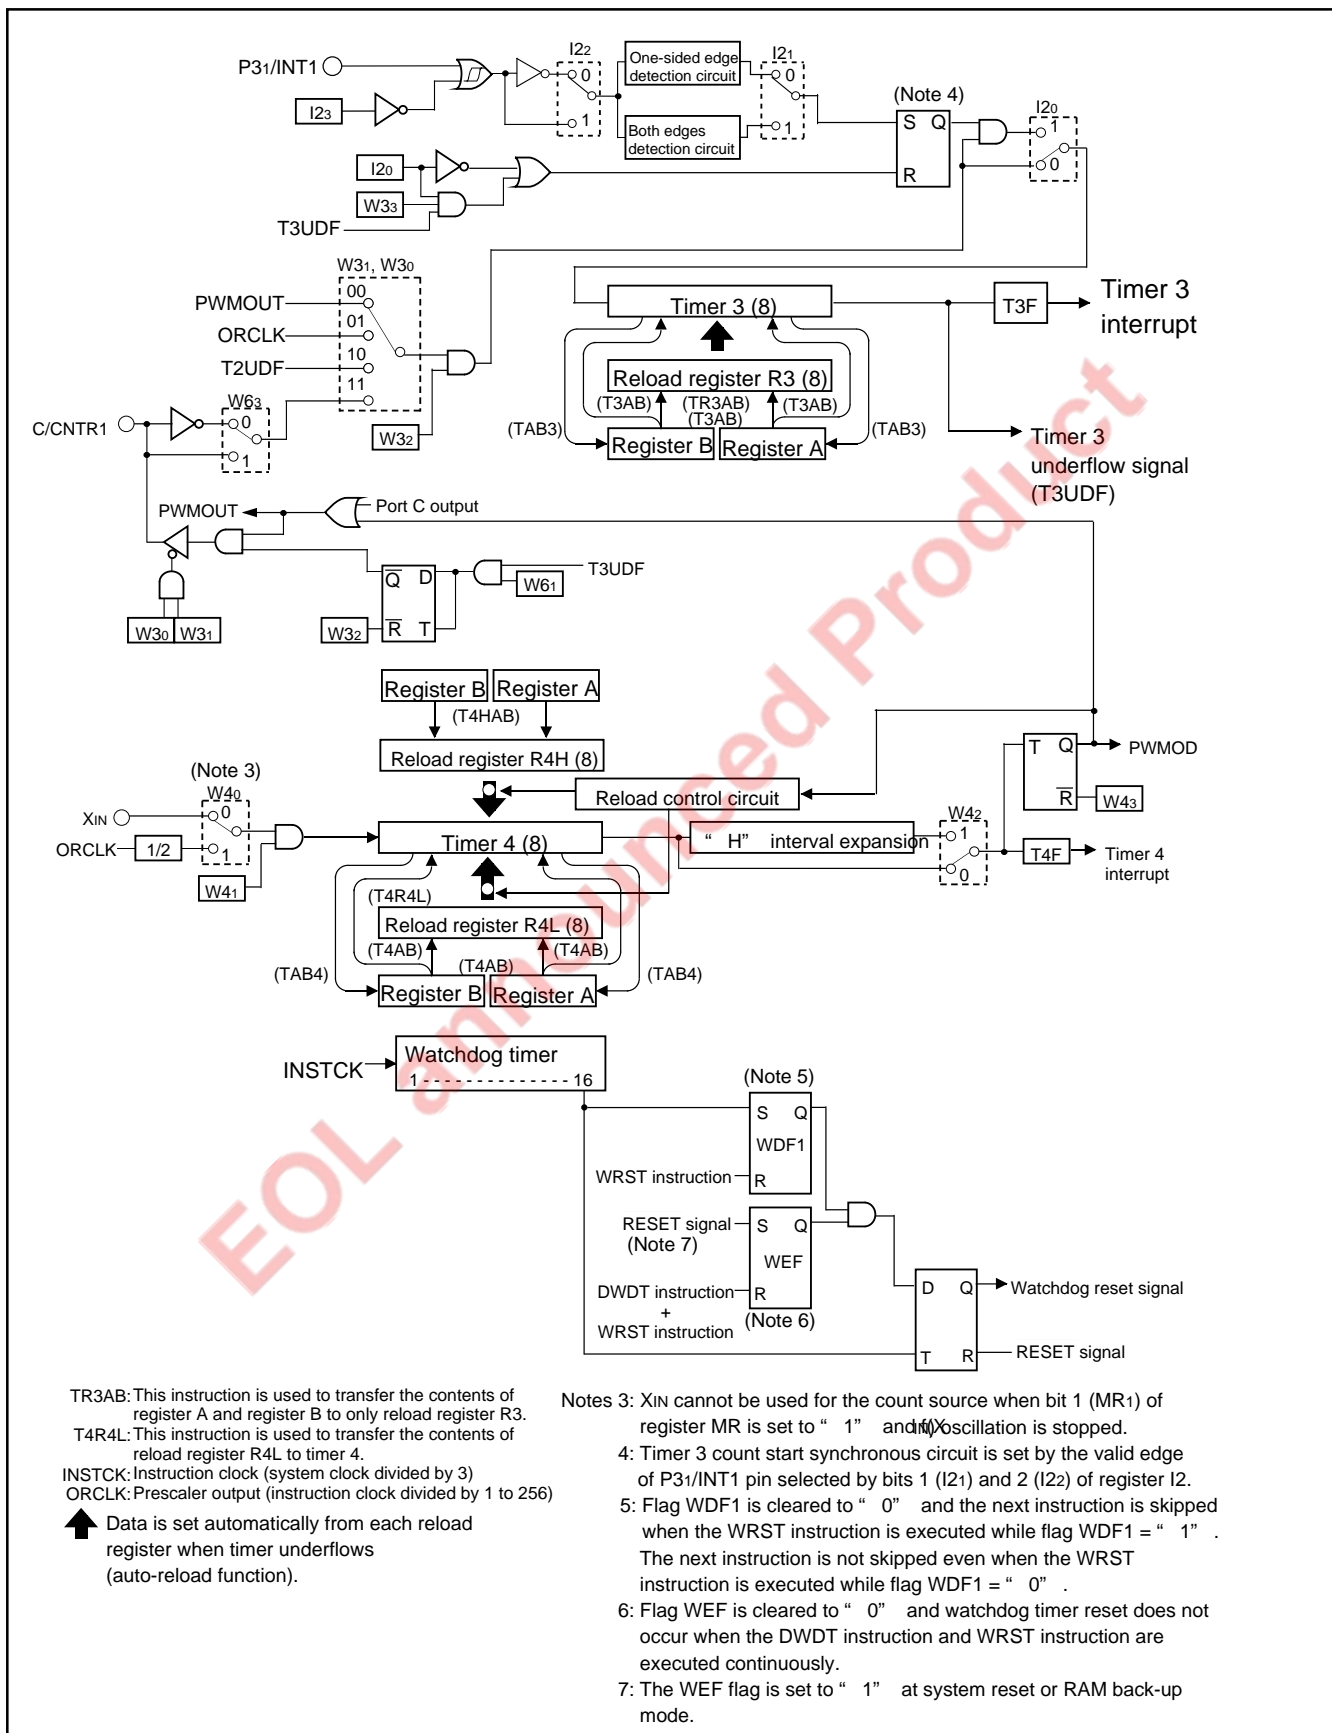 P31/INT1
I23
I22
0
1
One-sided edge
detection circuit
Both edges
detection circuit
I21
0
1
(Note 4)
S Q
R
I20
1
0
I20
W33
T3UDF
W31, W30
PWMOUT
00
ORCLK
01
T2UDF
10
11
W63
C/CNTR1
0
1
W32
Timer 3 (8)
T3F
Timer 3
interrupt
Reload register R3 (8)
(T3AB) (TR3AB) (T3AB)
(T3AB)
(TAB3)
Register B Register A
(TAB3)
Timer 3
underflow signal
(T3UDF)
PWMOUT
Port C output
Q D
R T
T3UDF
W61
W32
W30 W31
Register B Register A
(T4HAB)
Reload register R4H (8)
Reload control circuit
T Q
R
PWMOD
W43
(Note 3)
W40
XIN
0
ORCLK
1/2
1
W41
Timer 4 (8)
“ H” interval expansion
W42
1
0
T4F
Timer 4
interrupt
(T4R4L)
Reload register R4L (8)
(T4AB) (T4AB)
(T4AB)
(TAB4)
Register B Register A
(TAB4)
INSTCK
Watchdog timer
1 - - - - - - - - - - - - - - 16
(Note 5)
S Q
WDF1
R
WRST instruction
RESET signal
(Note 7)
S Q
WEF
R
DWDT instruction
+
WRST instruction
(Note 6)
D Q
T R
Watchdog reset signal
RESET signal
TR3AB: This instruction is used to transfer the contents of
register A and register B to only reload register R3.
T4R4L: This instruction is used to transfer the contents of
reload register R4L to timer 4.
INSTCK: Instruction clock (system clock divided by 3)
ORCLK: Prescaler output (instruction clock divided by 1 to 256)
Data is set automatically from each reload
register when timer underflows
(auto-reload function).
Notes 3: XIN cannot be used for the count source when bit 1 (MR1) of
register MR is set to “ 1” and f(XIN) oscillation is stopped.
4: Timer 3 count start synchronous circuit is set by the valid edge
of P31/INT1 pin selected by bits 1 (I21) and 2 (I22) of register I2.
5: Flag WDF1 is cleared to “ 0” and the next instruction is skipped
when the WRST instruction is executed while flag WDF1 = “ 1” .
The next instruction is not skipped even when the WRST
instruction is executed while flag WDF1 = “ 0” .
6: Flag WEF is cleared to “ 0” and watchdog timer reset does not
occur when the DWDT instruction and WRST instruction are
executed continuously.
7: The WEF flag is set to “ 1” at system reset or RAM back-up
mode.
EOL announced Product